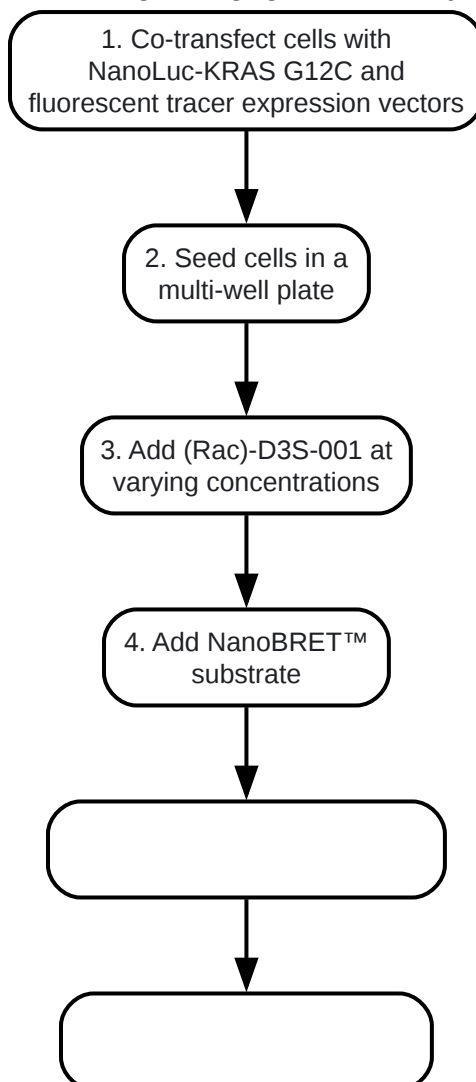 1. Co-transfect cells with
NanoLuc-KRAS G12C and
fluorescent tracer expression vectors
2. Seed cells in a
multi-well plate
3. Add (Rac)-D3S-001 at
varying concentrations
4. Add NanoBRET™
substrate